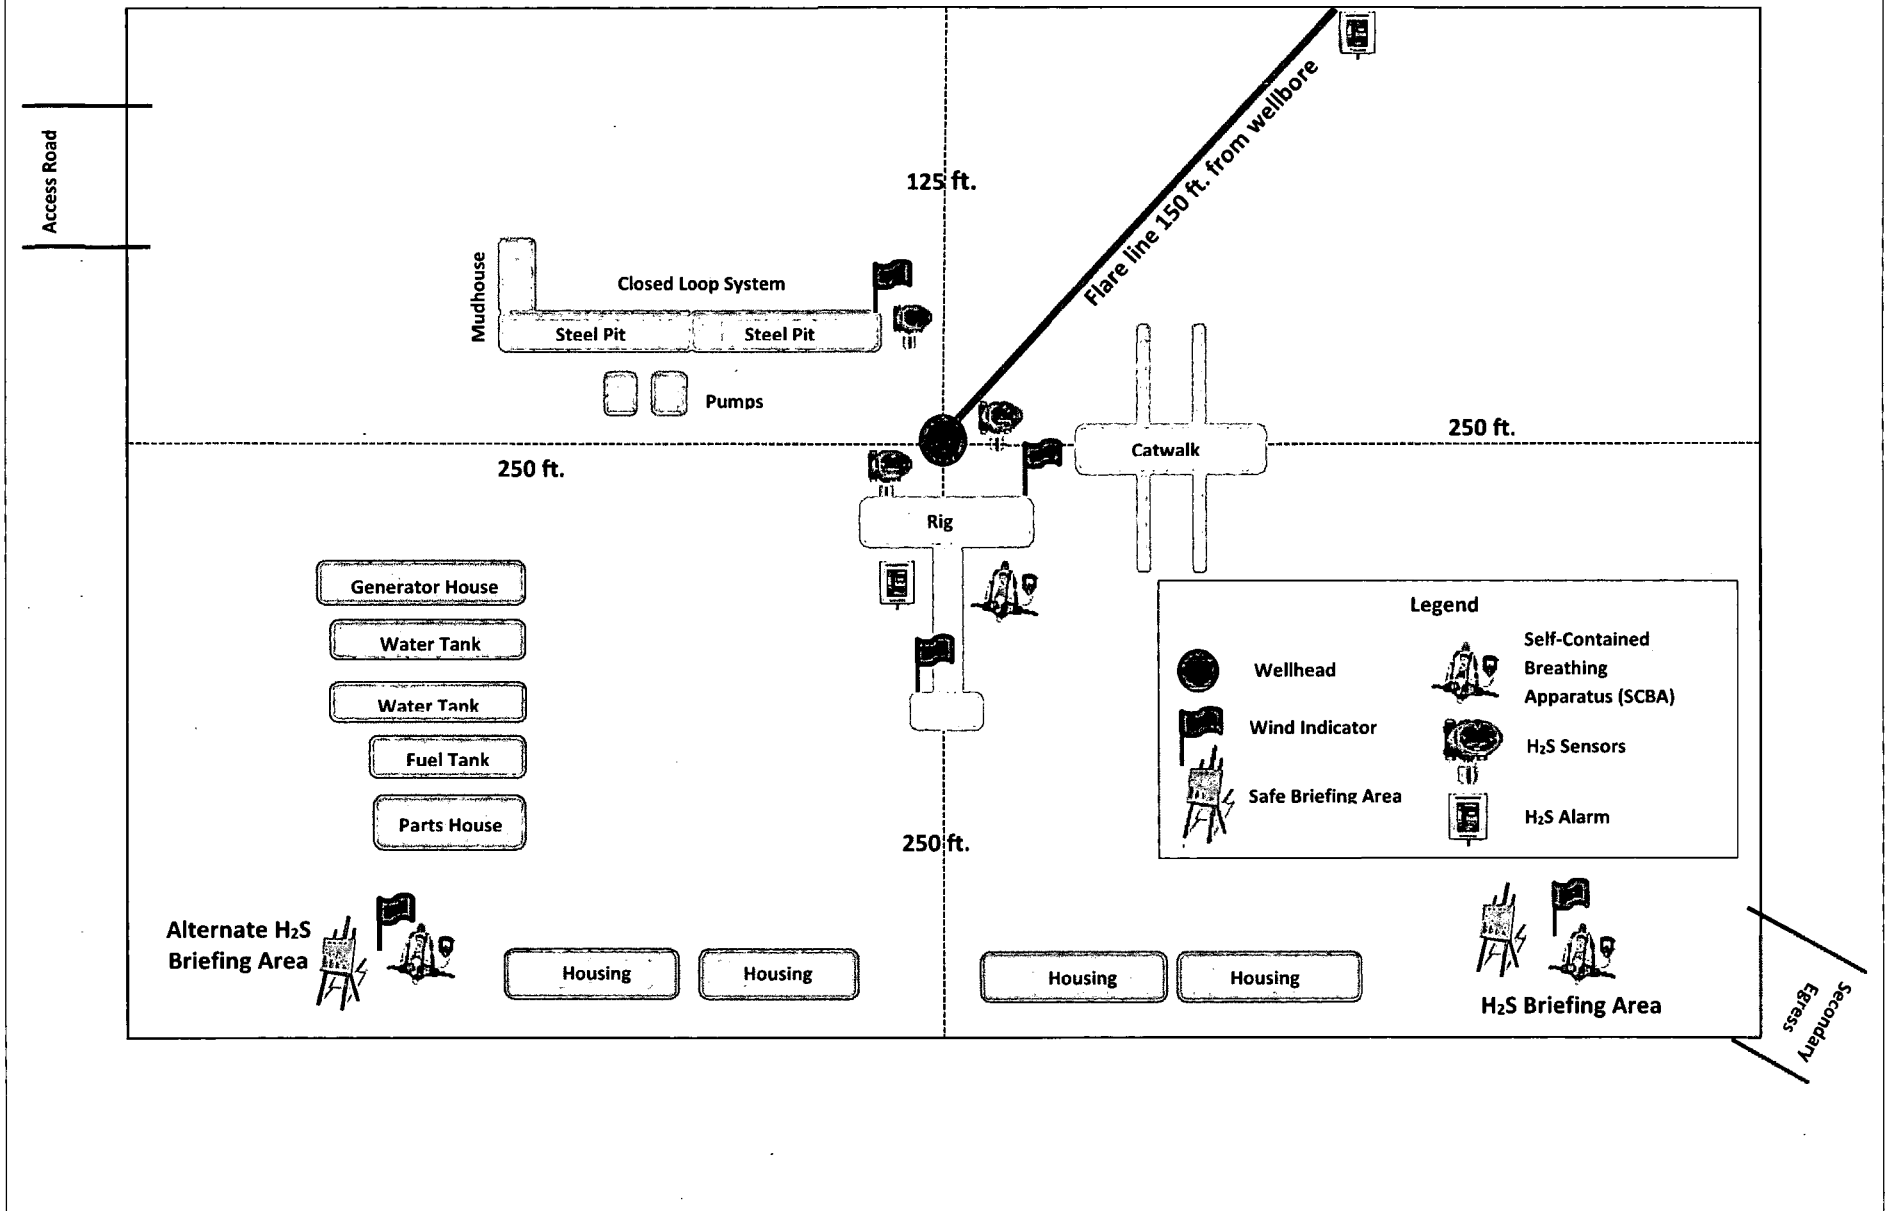 Access Road
125 ft.
Flare line 150 ft. from wellbore
Mudhouse
Closed Loop System
Steel Pit
Steel Pit
Pumps
250 ft.
250 ft.
Catwalk
Rig
Generator House
Water Tank
Water Tank
Fuel Tank
Parts House
250 ft.
Legend
Wellhead
Wind Indicator
Safe Briefing Area
Self-Contained
Breathing
Apparatus (SCBA)
H₂S Sensors
H₂S Alarm
Alternate H₂S
Briefing Area
Housing
Housing
Housing
Housing
H₂S Briefing Area
Secondary
Egress